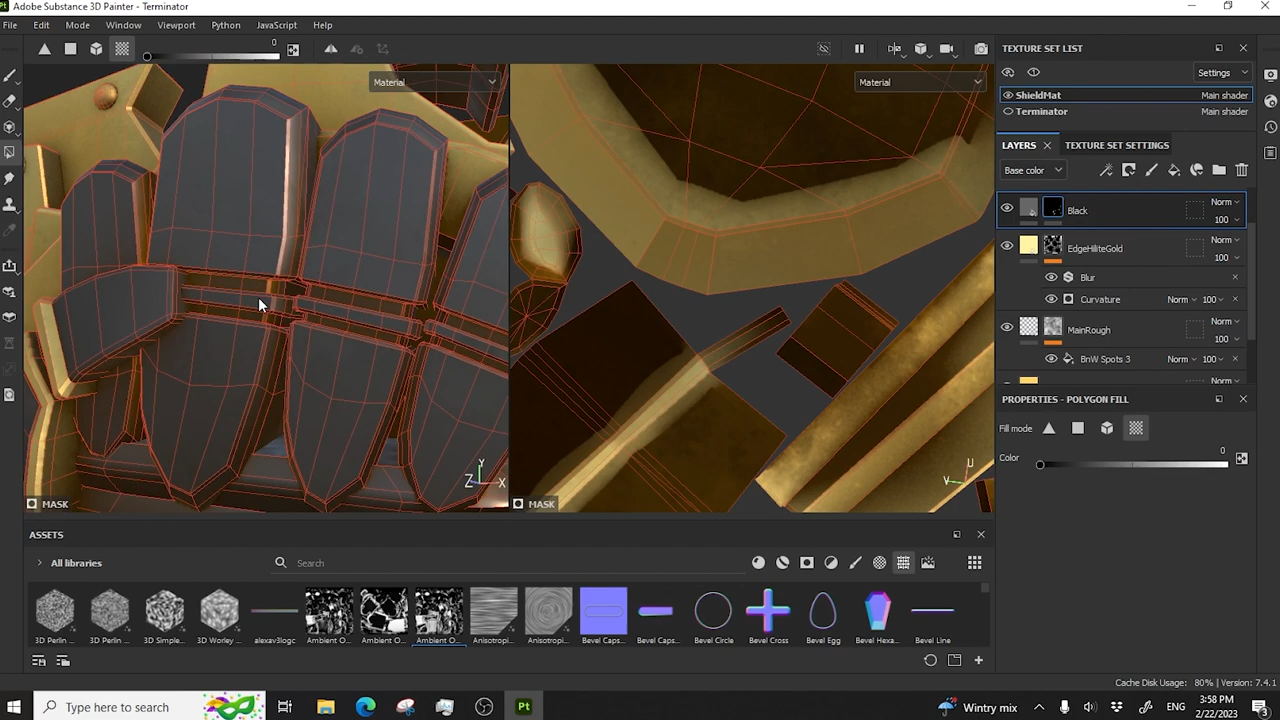 Adobe Substance 3D Painter - Terminator
File Edit Mode Window Viewport Python JavaScript Help
0
Material
Material
MASK
MASK
Y
Z X
U
V
TEXTURE SET LIST
Settings
ShieldMat Main shader
Terminator Main shader
LAYERS TEXTURE SET SETTINGS
Base color
Black Norm 100
EdgeHiliteGold Norm 100
Blur
Curvature Norm 100
MainRough Norm 100
BnW Spots 3 Norm 100
Norm
PROPERTIES - POLYGON FILL
Fill mode
Color 0
ASSETS
All libraries Search
3D Perlin ... 3D Perlin ... 3D Simple... 3D Worley ... alexav3logc Ambient O... Ambient O... Ambient O... Anisotropi... Anisotropi... Bevel Caps... Bevel Caps... Bevel Circle Bevel Cross Bevel Egg Bevel Hexa... Bevel Line
Cache Disk Usage: 80% | Version: 7.4.1
Type here to search
Pt
Wintry mix
ENG
3:58 PM
2/22/2023
3